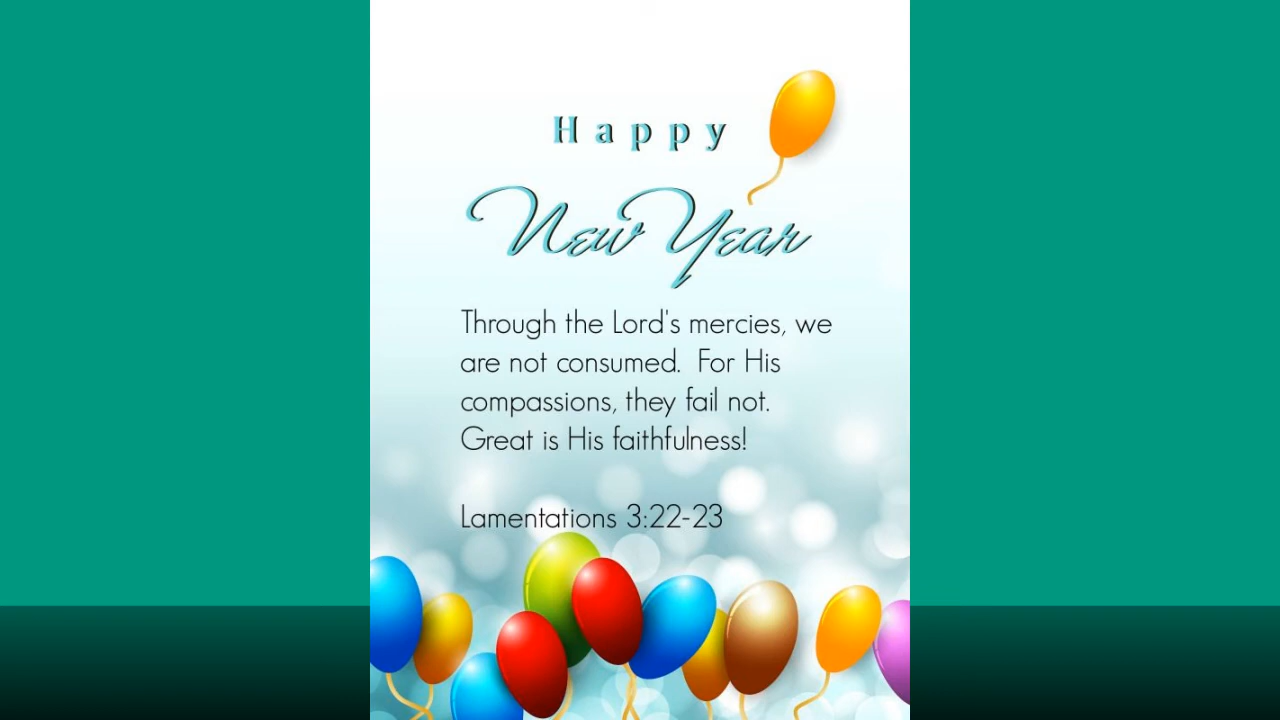 Happy
New Year
Through the Lord's mercies, we
are not consumed.  For His
compassions, they fail not.
Great is His faithfulness!
Lamentations 3:22-23